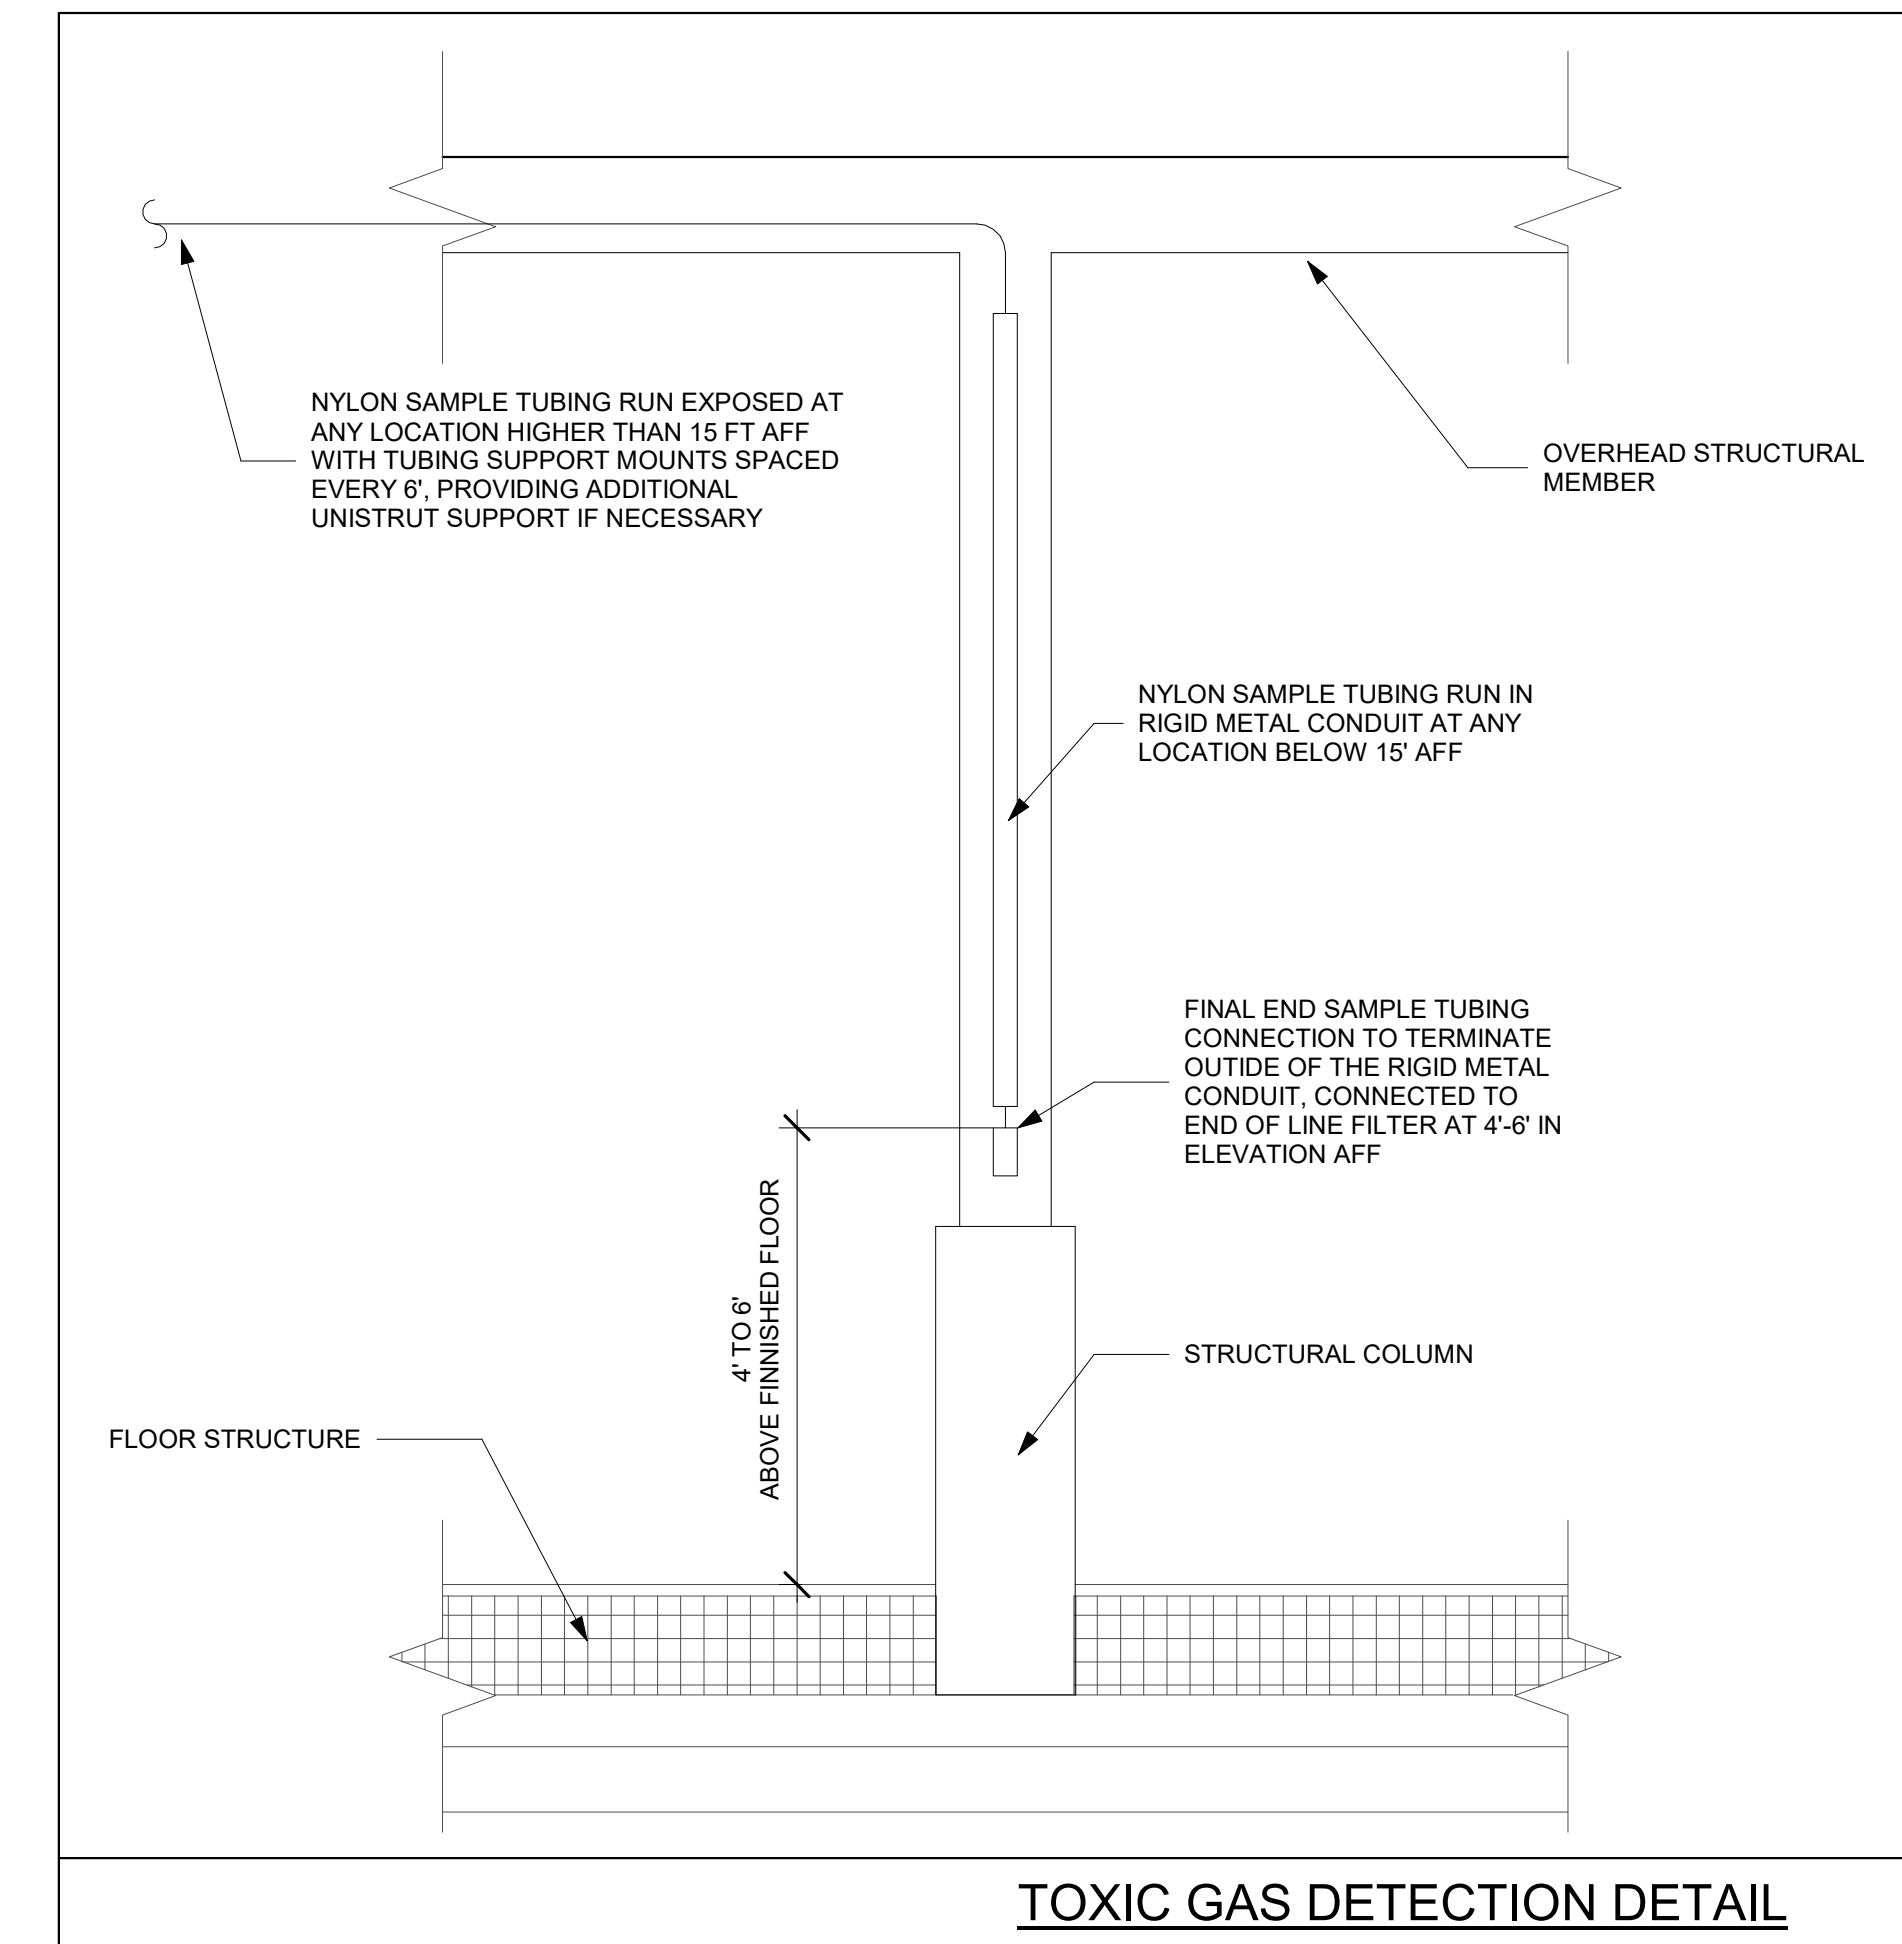 NYLON SAMPLE TUBING RUN EXPOSED AT
ANY LOCATION HIGHER THAN 15 FT AFF
WITH TUBING SUPPORT MOUNTS SPACED
EVERY 6', PROVIDING ADDITIONAL
UNISTRUT SUPPORT IF NECESSARY
OVERHEAD STRUCTURAL
MEMBER
NYLON SAMPLE TUBING RUN IN
RIGID METAL CONDUIT AT ANY
LOCATION BELOW 15' AFF
FINAL END SAMPLE TUBING
CONNECTION TO TERMINATE
OUTIDE OF THE RIGID METAL
CONDUIT, CONNECTED TO
END OF LINE FILTER AT 4'-6' IN
ELEVATION AFF
4' TO 6'
ABOVE FINNISHED FLOOR
STRUCTURAL COLUMN
FLOOR STRUCTURE
TOXIC GAS DETECTION DETAIL